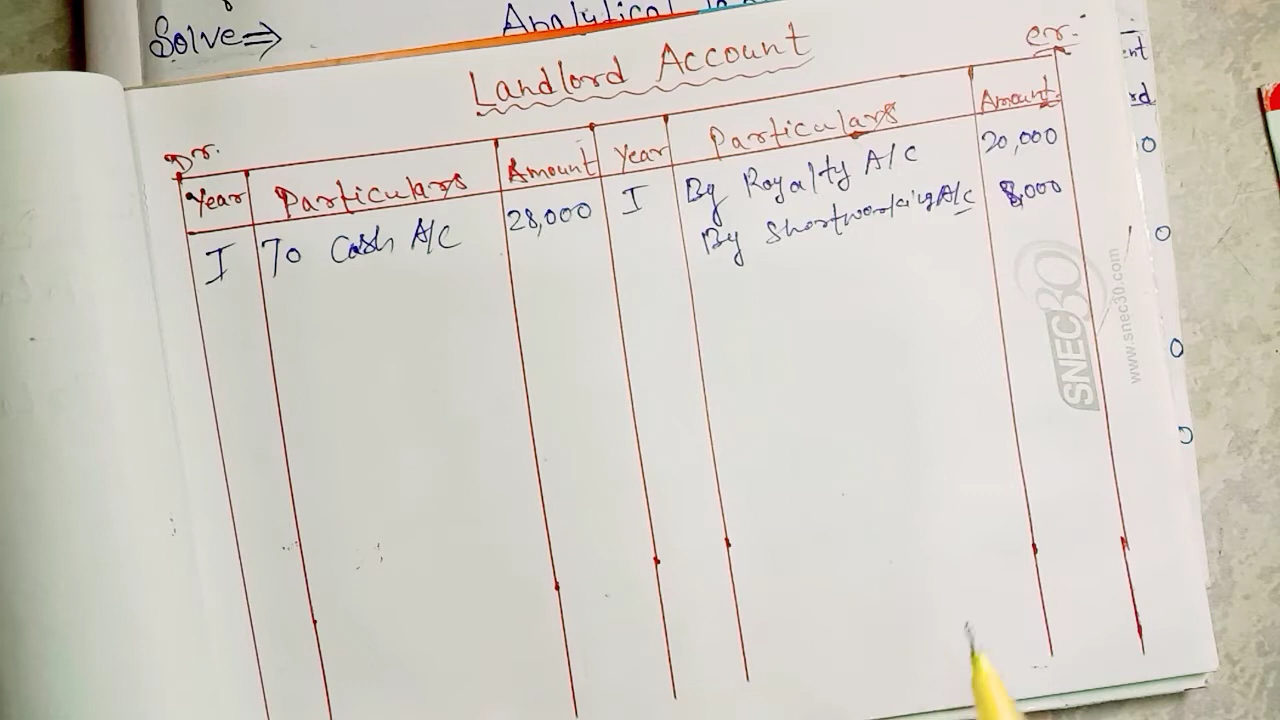 Solve⇒
Analytical
Landlord Account
Dr.
cr.
Year Particulars Amount Year Particulars Amount
I To Cash A/C 28,000 I By Royalty A/C 20,000
By Shortworking A/C 8,000
SNEC30
www.snec30.com